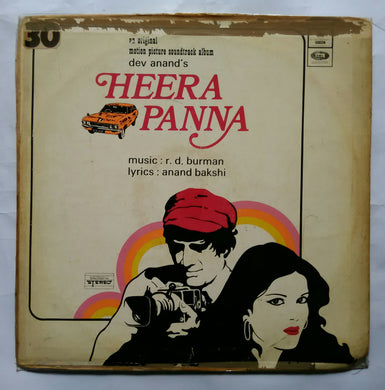 30
an original
motion picture soundtrack album
dev anand's
HEERA
PANNA
music : r. d. burman
lyrics : anand bakshi
STEREO